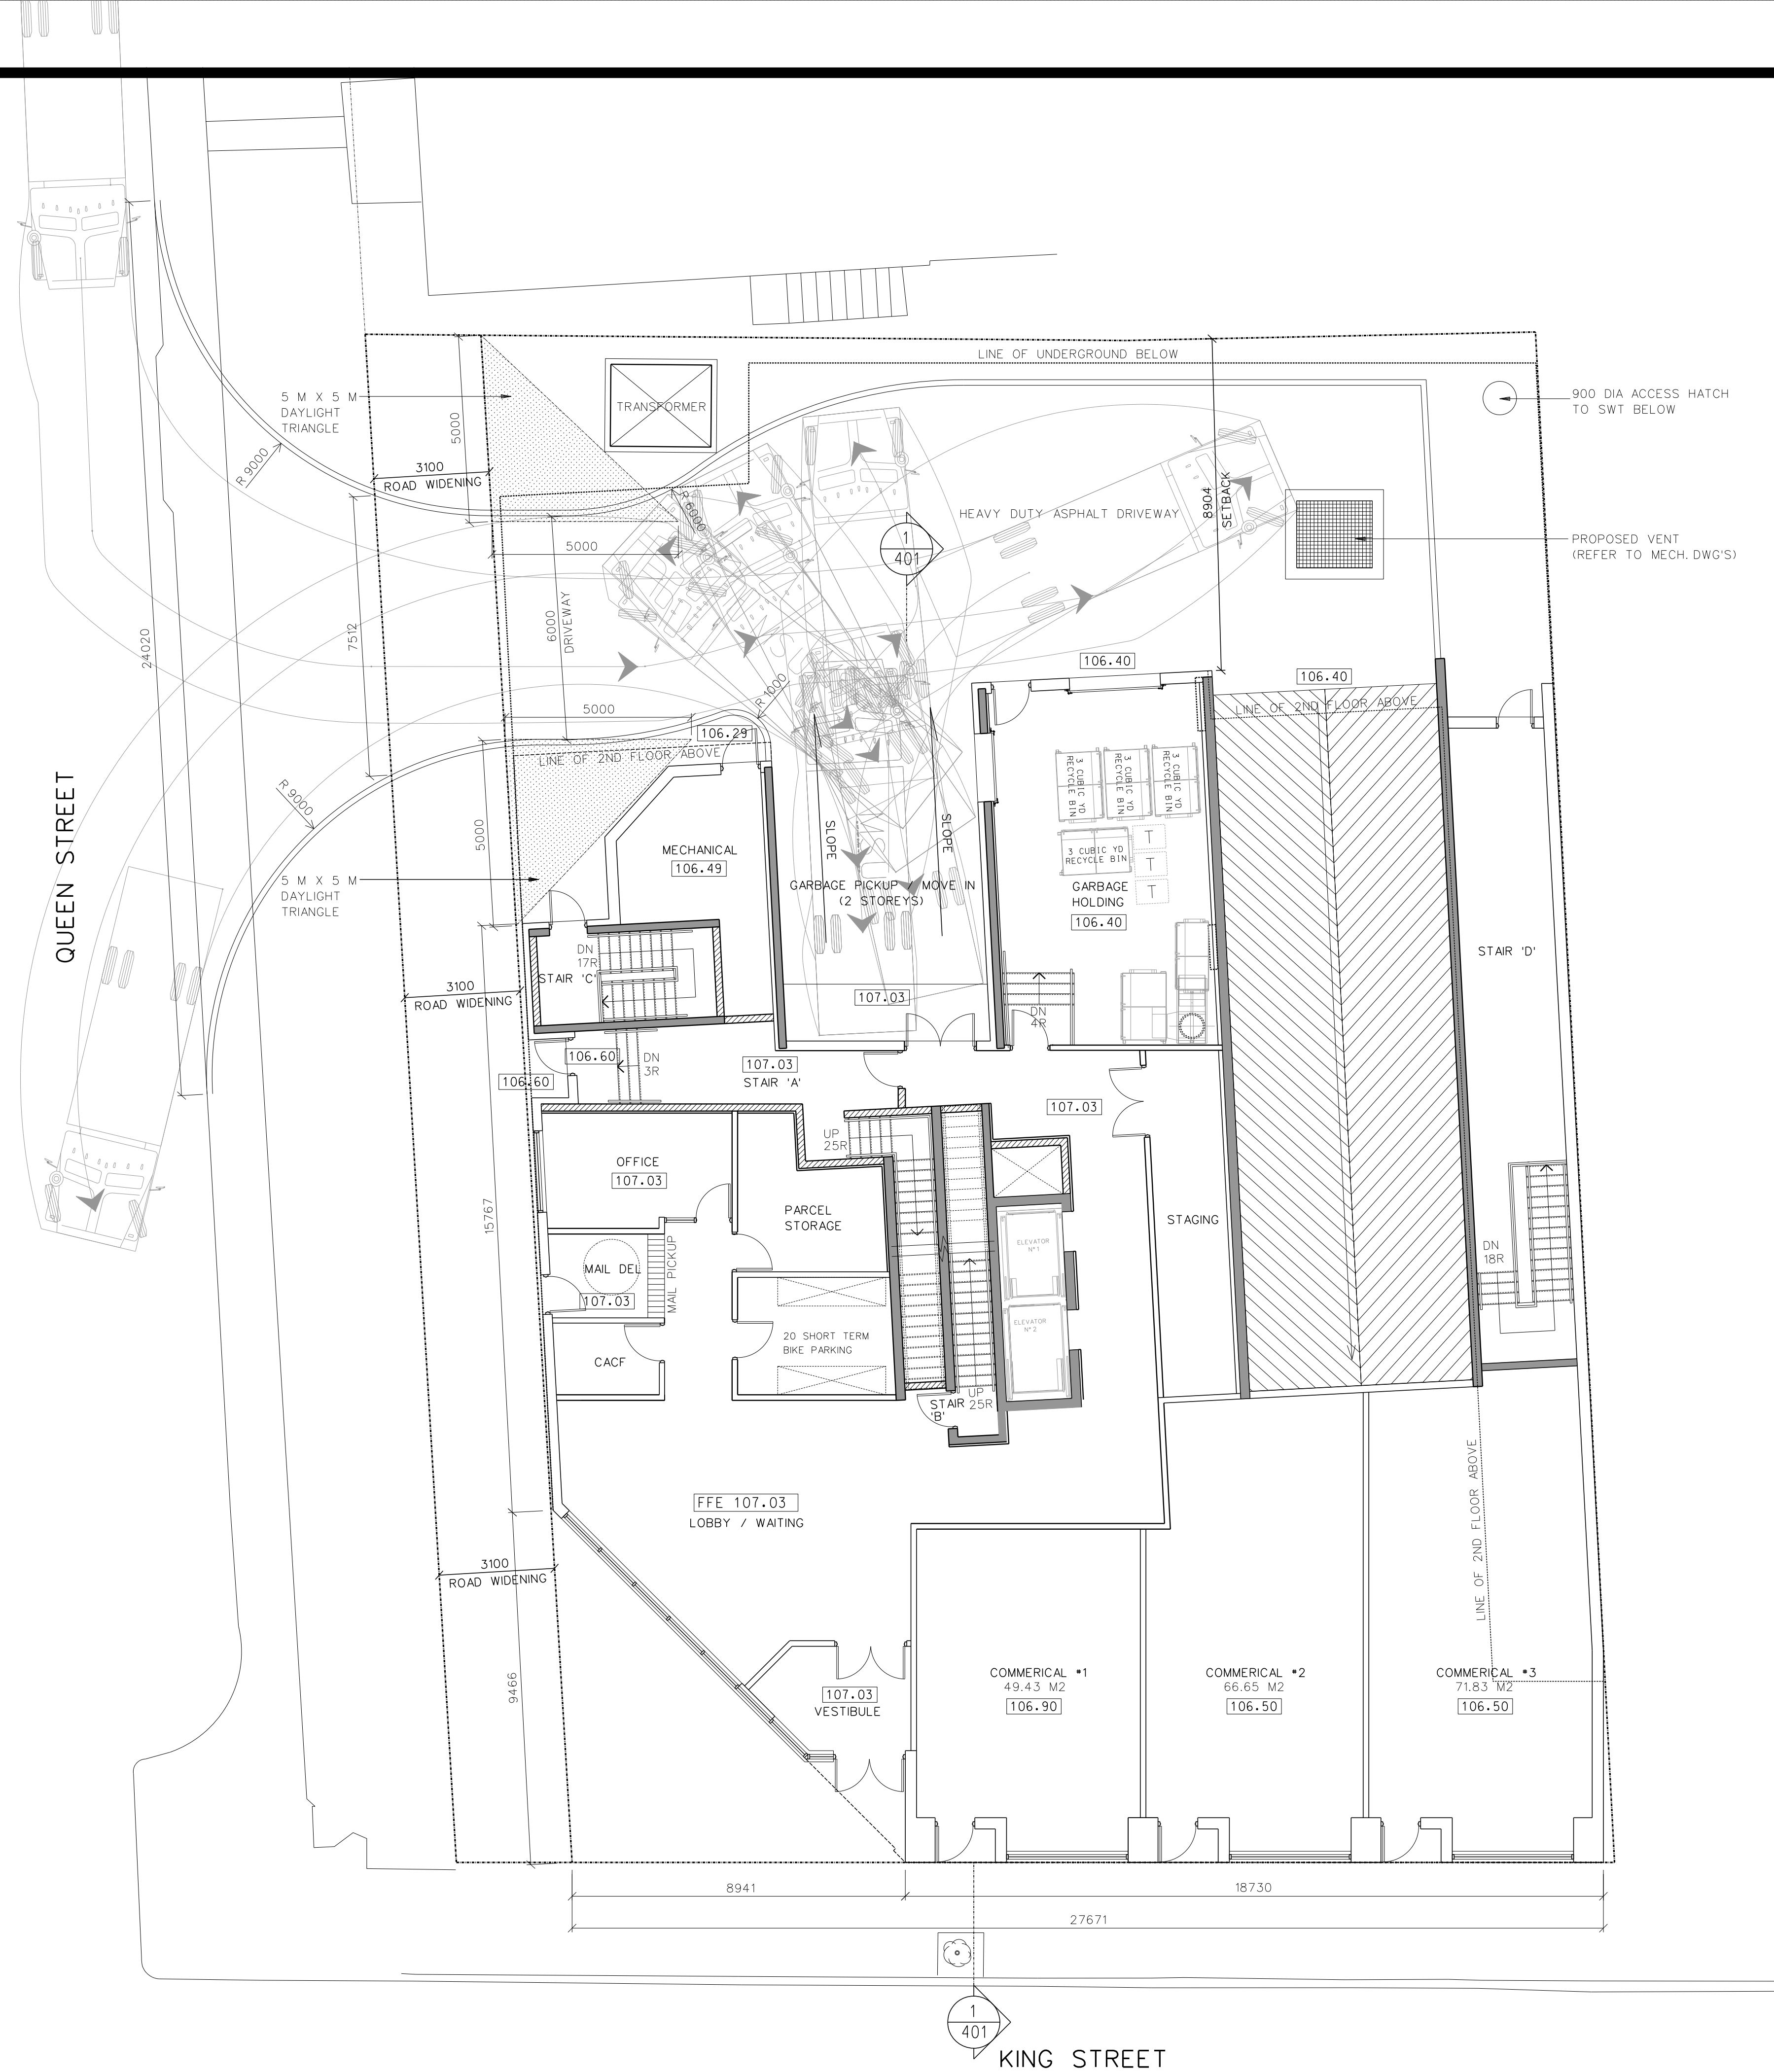 LINE OF UNDERGROUND BELOW
5 M X 5 M
DAYLIGHT
TRIANGLE
TRANSFORMER
900 DIA ACCESS HATCH
TO SWT BELOW
5000
R 9000
3100
ROAD WIDENING
R 6000
8904
SETBACK
HEAVY DUTY ASPHALT DRIVEWAY
1
401
PROPOSED VENT
(REFER TO MECH. DWG'S)
5000
24020
7512
6000
DRIVEWAY
106.40
106.40
R 1000
5000
106.29
LINE OF 2ND FLOOR ABOVE
LINE OF 2ND FLOOR ABOVE
QUEEN STREET
R 9000
5000
3 CUBIC YD
RECYCLE BIN
3 CUBIC YD
RECYCLE BIN
3 CUBIC YD
RECYCLE BIN
3 CUBIC YD
RECYCLE BIN
T
T
T
SLOPE
SLOPE
MECHANICAL
106.49
5 M X 5 M
DAYLIGHT
TRIANGLE
GARBAGE PICKUP / MOVE IN
(2 STOREYS)
GARBAGE
HOLDING
106.40
DN
17R
STAIR 'C'
STAIR 'D'
3100
ROAD WIDENING
107.03
DN
4R
106.60
106.60
DN
3R
107.03
STAIR 'A'
107.03
UP
25R
OFFICE
107.03
PARCEL
STORAGE
STAGING
15767
ELEVATOR
Nº1
DN
18R
MAIL DEL
107.03
MAIL PICKUP
ELEVATOR
Nº2
20 SHORT TERM
BIKE PARKING
CACF
UP
25R
STAIR
'B'
LINE OF 2ND FLOOR ABOVE
FFE 107.03
LOBBY / WAITING
3100
ROAD WIDENING
9466
107.03
VESTIBULE
COMMERICAL #1
49.43 M2
106.90
COMMERICAL #2
66.65 M2
106.50
COMMERICAL #3
71.83 M2
106.50
8941
18730
27671
1
401
KING STREET